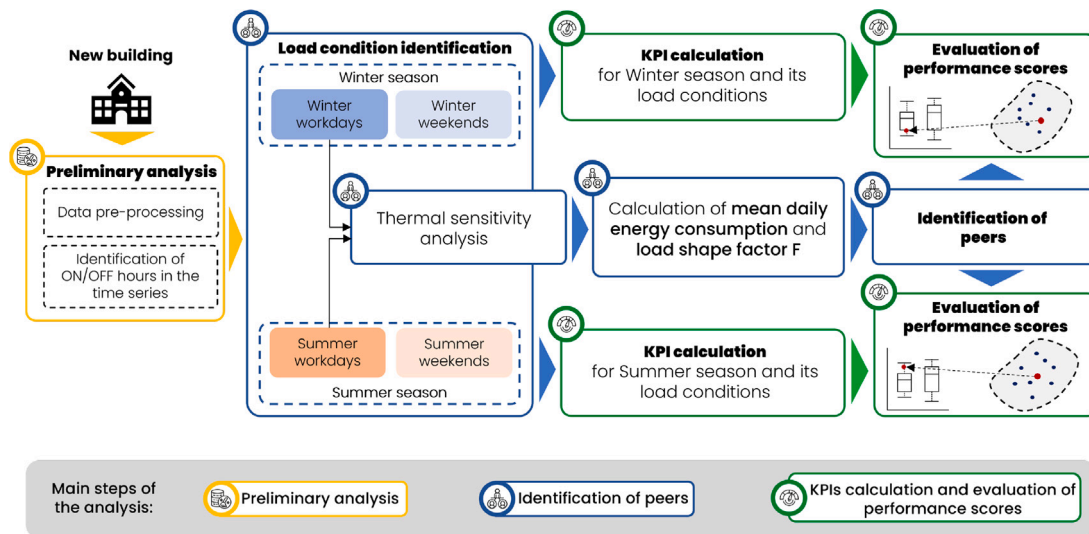 New building
Preliminary analysis
Data pre-processing
Identification of
ON/OFF hours in the
time series
Load condition identification
Winter season
Winter
workdays
Winter
weekends
Thermal sensitivity
analysis
Summer
workdays
Summer
weekends
Summer season
KPI calculation
for Winter season and its
load conditions
Evaluation of
performance scores
Calculation of mean daily
energy consumption and
load shape factor F
Identification of
peers
KPI calculation
for Summer season and its
load conditions
Evaluation of
performance scores
Main steps of
the analysis:
Preliminary analysis
Identification of peers
KPIs calculation and evaluation of
performance scores